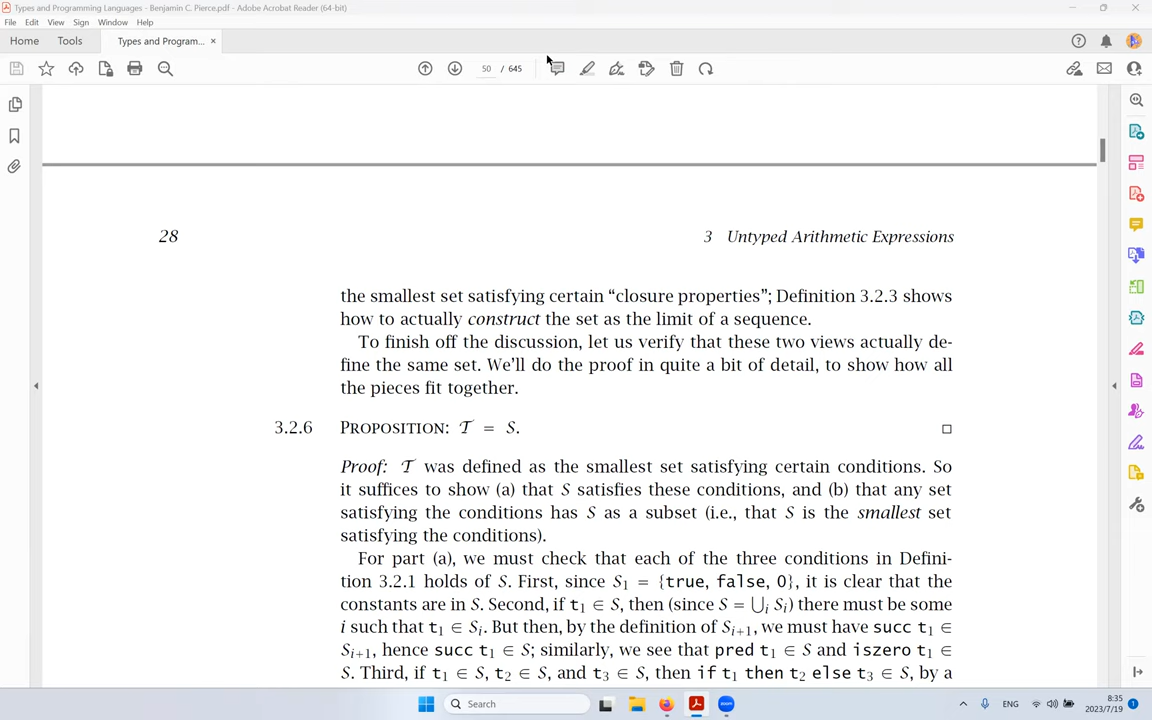 Types and Programming Languages - Benjamin C. Pierce.pdf - Adobe Acrobat Reader (64-bit)
File Edit View Sign Window Help
Home Tools Types and Program... ×
50 / 645
28 3 Untyped Arithmetic Expressions
the smallest set satisfying certain “closure properties”; Definition 3.2.3 shows
how to actually construct the set as the limit of a sequence.
To finish off the discussion, let us verify that these two views actually de-
fine the same set. We’ll do the proof in quite a bit of detail, to show how all
the pieces fit together.
3.2.6 Proposition: 𝒯 = S. □
Proof: 𝒯 was defined as the smallest set satisfying certain conditions. So
it suffices to show (a) that S satisfies these conditions, and (b) that any set
satisfying the conditions has S as a subset (i.e., that S is the smallest set
satisfying the conditions).
For part (a), we must check that each of the three conditions in Defini-
tion 3.2.1 holds of S. First, since S₁ = {true, false, 0}, it is clear that the
constants are in S. Second, if t₁ ∈ S, then (since S = ⋃ᵢ Sᵢ) there must be some
i such that t₁ ∈ Sᵢ. But then, by the definition of Sᵢ₊₁, we must have succ t₁ ∈
Sᵢ₊₁, hence succ t₁ ∈ S; similarly, we see that pred t₁ ∈ S and iszero t₁ ∈
S. Third, if t₁ ∈ S, t₂ ∈ S, and t₃ ∈ S, then if t₁ then t₂ else t₃ ∈ S, by a
Search
zoom
ENG
8:35
2023/7/19
1